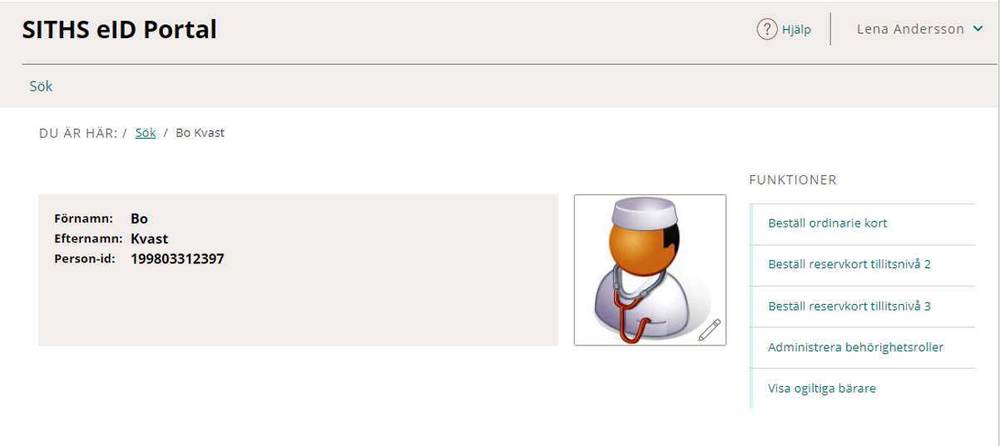 SITHS eID Portal
? Hjälp
Lena Andersson
Sök
DU ÄR HÄR: / Sök / Bo Kvast
FUNKTIONER
Förnamn: Bo
Efternamn: Kvast
Person-id: 199803312397
Beställ ordinarie kort
Beställ reservkort tillitsnivå 2
Beställ reservkort tillitsnivå 3
Administrera behörighetsroller
Visa ogiltiga bärare